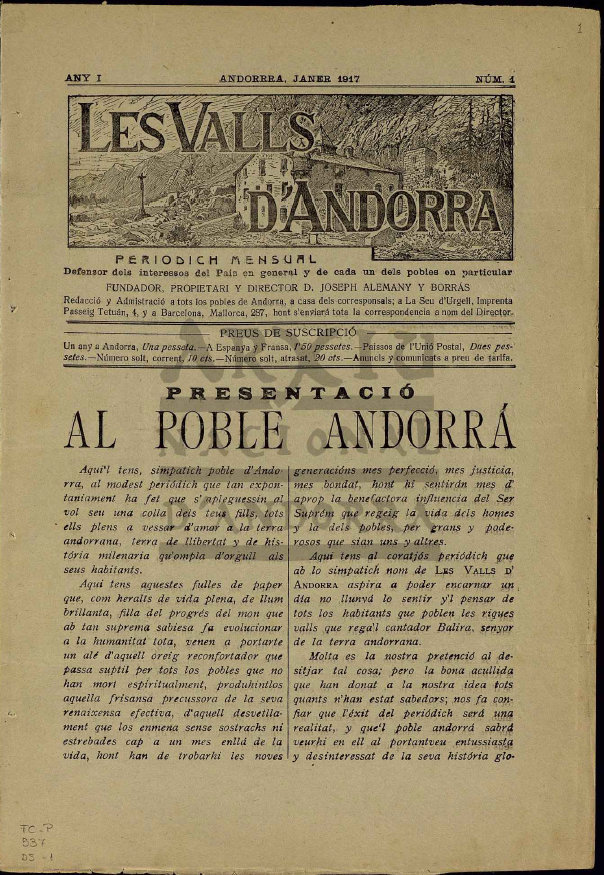 1
ANY I ANDORRRA, JANER 1917 NÚM. 1
LES VALLS
D'ANDORRA
PERIODICH MENSUAL
Defensor dels interessos del País en general y de cada un dels pobles en particular
FUNDADOR, PROPIETARI Y DIRECTOR D. JOSEPH ALEMANY Y BORRÁS
Redacció y Admistració a tots los pobles de Andorra, a casa dels corresponsals; a La Seu d'Urgell, Imprenta
Passeig Tetuán, 4, y a Barcelona, Mallorca, 257, hont s'enviará tota la correspondencia a nom del Director.
PREUS DE SUSCRIPCIÓ
Un any a Andorra, Una pesseta.—A Espanya y Fransa, 1'50 pessetes.—Paissos de l'Unió Postal, Dues pes-
setes.—Número solt, corrent, 10 cts.—Número solt, atrasat, 20 cts.—Anuncis y comunicats a preu de tarifa.
PRESENTACIÓ
AL POBLE ANDORRÁ
Aquí'l tens, simpatich poble d'Ando-
rra, al modest periódich que tan expon-
taniament ha fet que s'apleguessin al
vol seu una colla dels teus fills, tots
ells plens a vessar d'amor a la terra
andorrana, terra de llibertat y de his-
tória milenaria qu'ompla d'orgull als
seus habitants.
Aquí tens aquestes fulles de paper
que, com heralts de vida plena, de llum
brillanta, filla del progrés del mon que
ab tan suprema sabiesa fa evolucionar
a la humanitat tota, venen a portarte
un alé d'aquell oreig reconfortador que
passa suptil per tots los pobles que no
han mort espiritualment, produhintlos
aquella frisansa precussora de la seva
renaixensa efectiva, d'aquell desvetlla-
ment que los enmena sense sostrachs ni
estrebades cap a un mes enllá de la
vida, hont han de trobarhi les noves
generacións mes perfecció, mes justicia,
mes bondat, hont hi sentirán mes d'
aprop la benefactora influencia del Ser
Suprém que regeig la vida dels homes
y la dels pobles, per grans y pode-
rosos que sian uns y altres.
Aquí tens al coratjós periódich que
ab lo simpatich nom de LES VALLS D'
ANDORRA aspira a poder encarnar un
día no llunyá lo sentir y'l pensar de
tots los habitants que poblen les riques
valls que rega'l cantador Balira, senyor
de la terra andorrana.
Molta es la nostra pretenció al de-
sitjar tal cosa; pero la bona acullida
que han donat a la nostra idea tots
quants n'han estat sabedors; nos fa con-
fiar que l'éxit del periódich será una
realitat, y que'l poble andorrá sabrá
veurhi en ell al portantveu entussiasta
y desinteressat de la seva história glo-
ARXIU
NACIONAL
D'ANDORRA
TC-P
937
DS-1